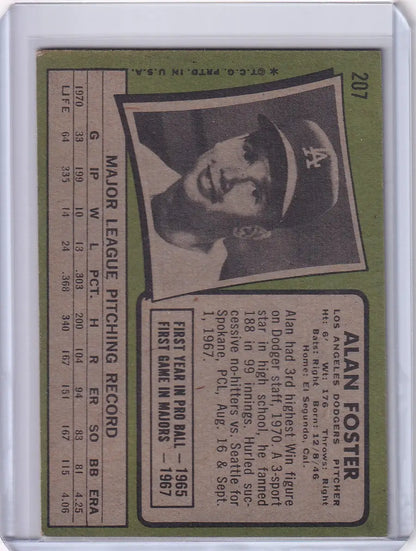 207
ALAN FOSTER
LOS ANGELES DODGERS PITCHER
Ht: 6' Wt: 176 Throws: Right
Bats: Right Born: 12/8/46
Home: El Segundo, Cal.
Alan had 3rd highest Win figure
on Dodger staff, 1970. A 3-sport
star in high school, he fanned
188 in 99 innings. Hurled suc-
cessive no-hitters vs. Seattle for
Spokane, PCL, Aug. 16 & Sept.
1, 1967.
FIRST YEAR IN PRO BALL — 1965
FIRST GAME IN MAJORS — 1967
LA
*©T.C.G. PRTD. IN U.S.A.
MAJOR LEAGUE PITCHING RECORD
G IP W L PCT. H R ER SO BB ERA
1970 33 199 10 13 .303 200 104 94 83 81 4.25
LIFE 64 335 14 24 .368 340 167 151 167 115 4.06